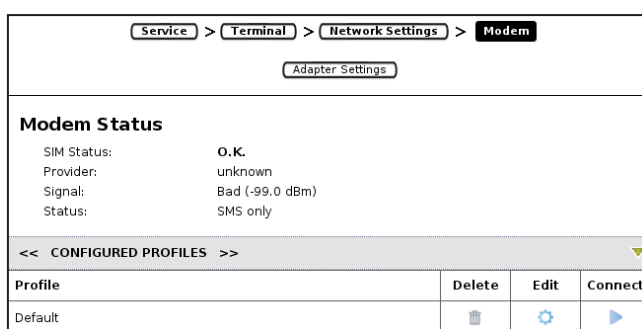 Service > Terminal > Network Settings > Modem
Adapter Settings
Modem Status
SIM Status: O.K.
Provider: unknown
Signal: Bad (-99.0 dBm)
Status: SMS only
<< CONFIGURED PROFILES >>
Profile Delete Edit Connect
Default